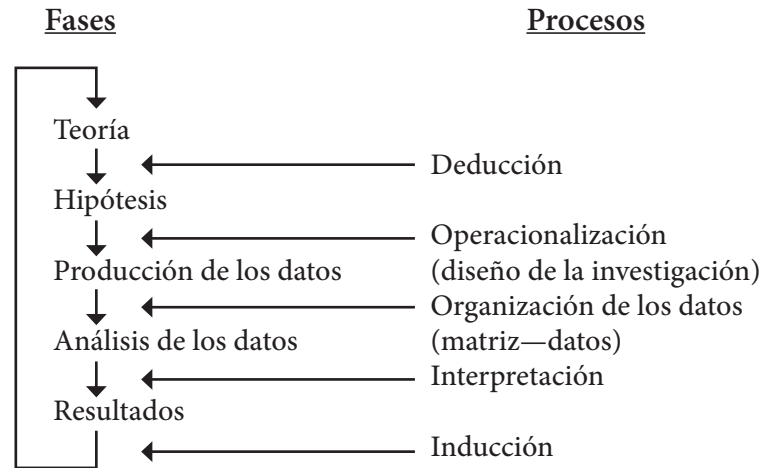 Fases Procesos
Teoría
Deducción
Hipótesis
Operacionalización
Producción de los datos (diseño de la investigación)
Organización de los datos
Análisis de los datos (matriz—datos)
Interpretación
Resultados
Inducción